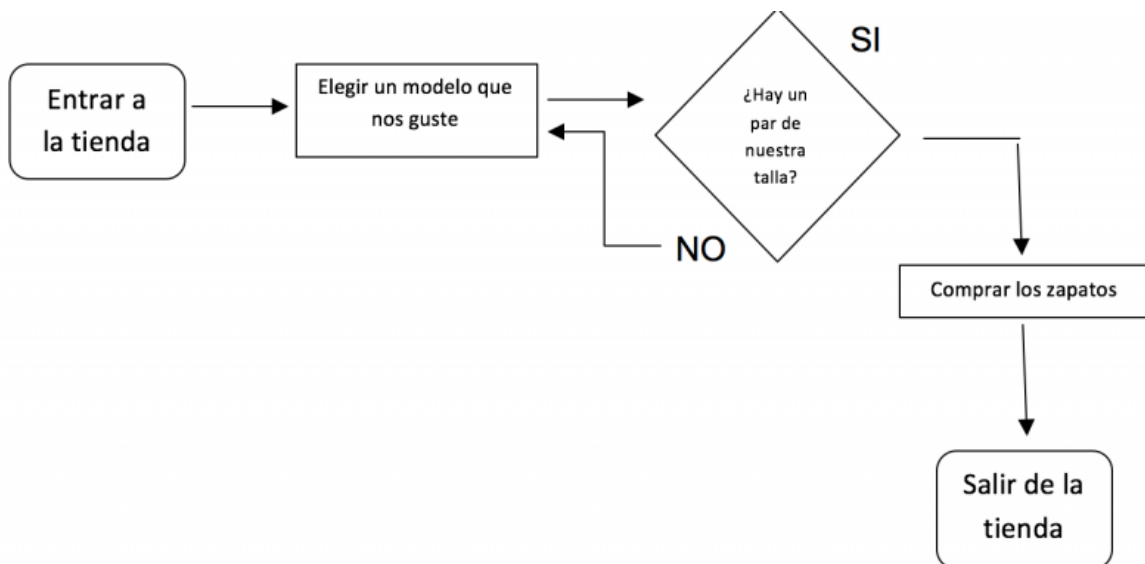 Entrar a
la tienda
Elegir un modelo que
nos guste
¿Hay un
par de
nuestra
talla?
SI
NO
Comprar los zapatos
Salir de la
tienda